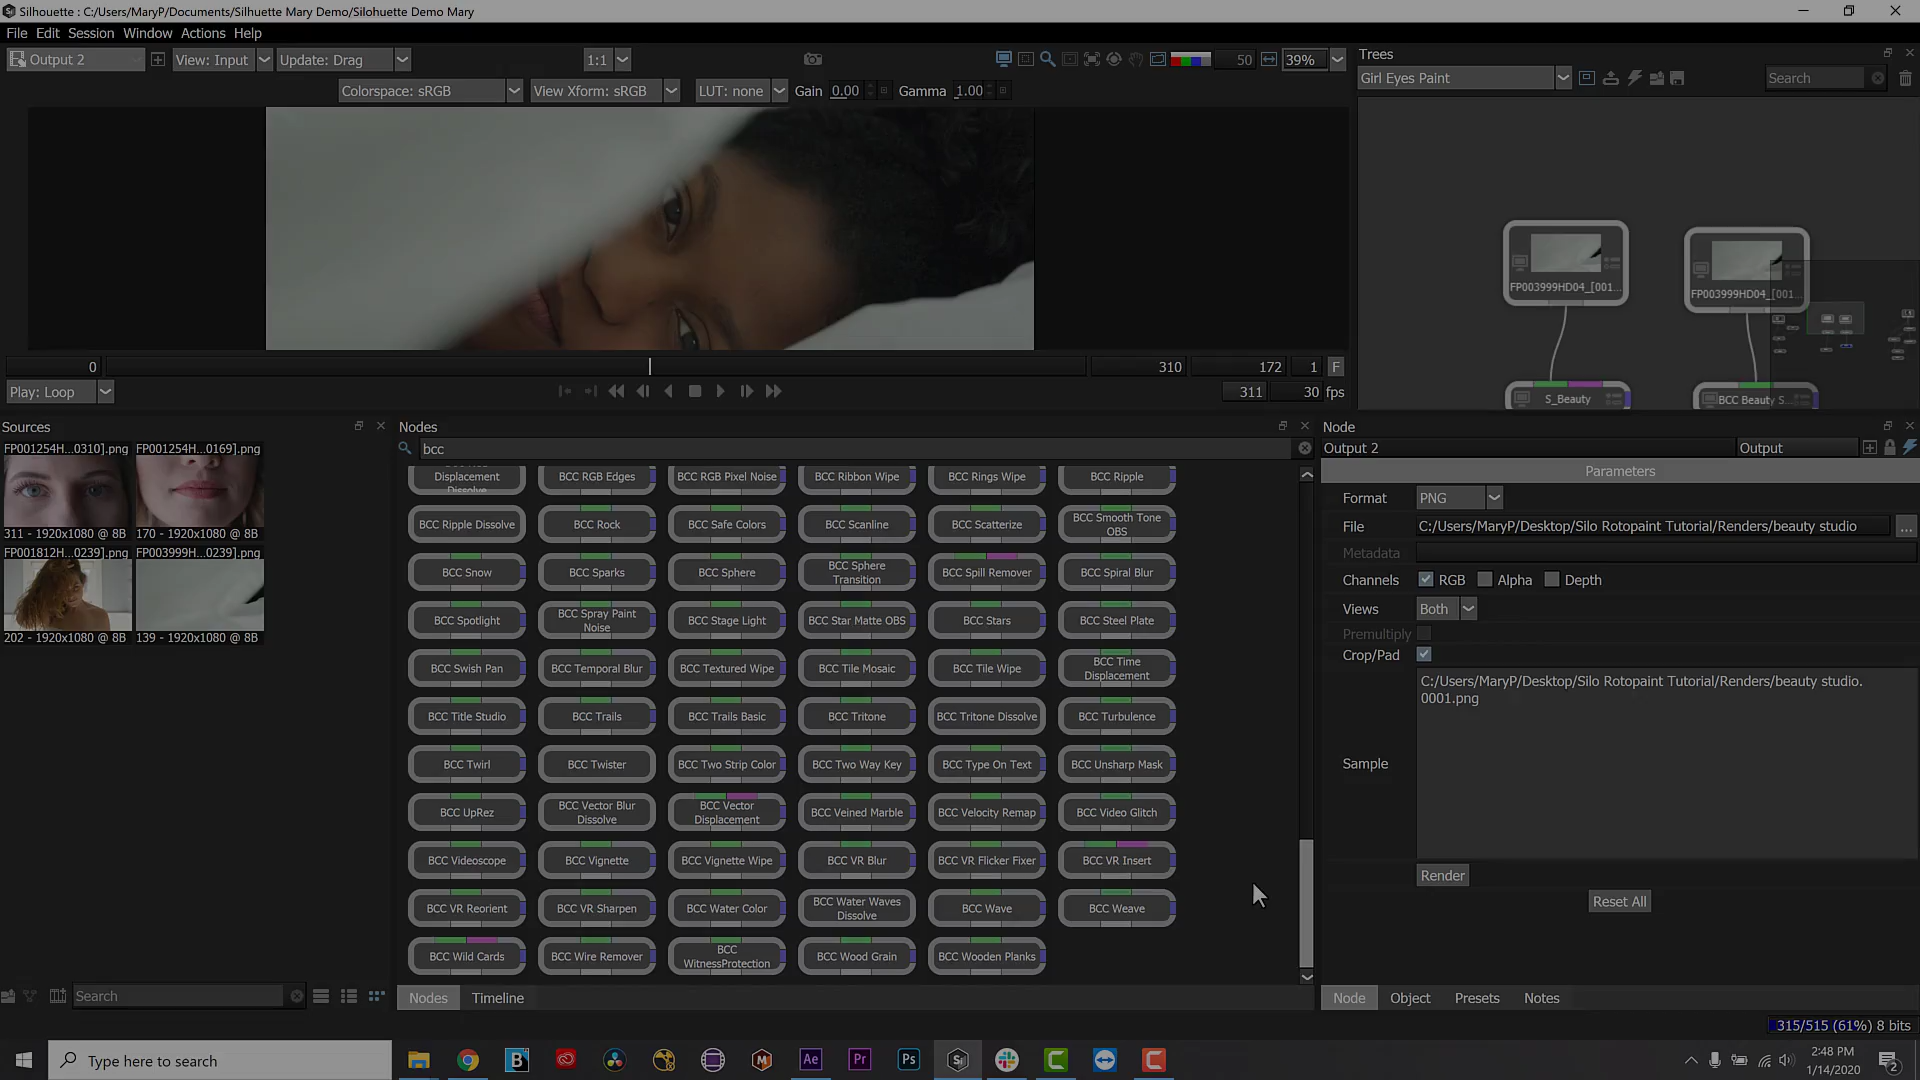 Silhouette : C:/Users/MaryP/Documents/Silhuette Mary Demo/Silohuette Demo Mary
File Edit Session Window Actions Help
Output 2 View: Input Update: Drag 1:1 50 39%
Colorspace: sRGB View Xform: sRGB LUT: none Gain 0.00 Gamma 1.00
Trees
Girl Eyes Paint Search
FP003999HD04_[001... FP003999HD04_[001...
S_Beauty BCC Beauty S...
0 310 172 1 F
Play: Loop 311 30 fps
Sources
FP001254H...0310].png FP001254H...0169].png
311 - 1920x1080 @ 8B 170 - 1920x1080 @ 8B
FP001812H...0239].png FP003999H...0239].png
202 - 1920x1080 @ 8B 139 - 1920x1080 @ 8B
Search
Nodes
bcc
Displacement Dissolve BCC RGB Edges BCC RGB Pixel Noise BCC Ribbon Wipe BCC Rings Wipe BCC Ripple
BCC Ripple Dissolve BCC Rock BCC Safe Colors BCC Scanline BCC Scatterize BCC Smooth Tone OBS
BCC Snow BCC Sparks BCC Sphere BCC Sphere Transition BCC Spill Remover BCC Spiral Blur
BCC Spotlight BCC Spray Paint Noise BCC Stage Light BCC Star Matte OBS BCC Stars BCC Steel Plate
BCC Swish Pan BCC Temporal Blur BCC Textured Wipe BCC Tile Mosaic BCC Tile Wipe BCC Time Displacement
BCC Title Studio BCC Trails BCC Trails Basic BCC Tritone BCC Tritone Dissolve BCC Turbulence
BCC Twirl BCC Twister BCC Two Strip Color BCC Two Way Key BCC Type On Text BCC Unsharp Mask
BCC UpRez BCC Vector Blur Dissolve BCC Vector Displacement BCC Veined Marble BCC Velocity Remap BCC Video Glitch
BCC Videoscope BCC Vignette BCC Vignette Wipe BCC VR Blur BCC VR Flicker Fixer BCC VR Insert
BCC VR Reorient BCC VR Sharpen BCC Water Color BCC Water Waves Dissolve BCC Wave BCC Weave
BCC Wild Cards BCC Wire Remover BCC WitnessProtection BCC Wood Grain BCC Wooden Planks
Nodes Timeline
Node
Output 2 Output
Parameters
Format PNG
File C:/Users/MaryP/Desktop/Silo Rotopaint Tutorial/Renders/beauty studio ...
Metadata
Channels RGB Alpha Depth
Views Both
Premultiply
Crop/Pad
Sample
C:/Users/MaryP/Desktop/Silo Rotopaint Tutorial/Renders/beauty studio.
0001.png
Render
Reset All
Node Object Presets Notes
315/515 (61%) 8 bits
Type here to search
Ae Pr Ps
2:48 PM
1/14/2020
2